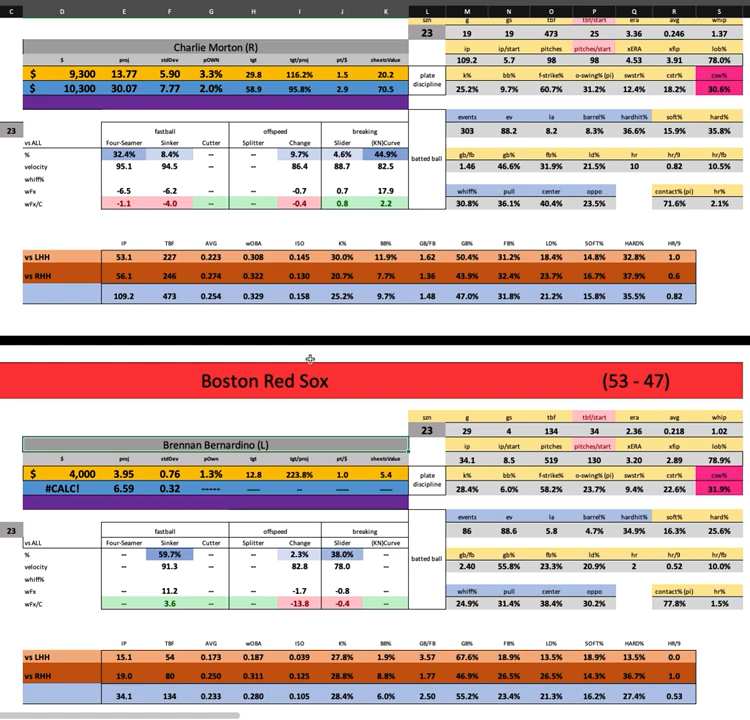 C D E F G H I J K L M N O P Q R S
szn g gs tbf tbf/start era avg whip
23 19 19 473 25 3.36 0.246 1.37
Charlie Morton (R) ip ip/start pitches pitches/start xERA xfip lob%
$ proj stdDev pOWN tgt tgt/proj pt/$ sheetsValue 109.2 5.7 98 98 4.53 3.91 78.0%
$ 9,300 13.77 5.90 3.3% 29.8 116.2% 1.5 20.2 plate discipline k% bb% f-strike% o-swing% (pi) swstr% cstr% csw%
$ 10,300 30.07 7.77 2.0% 58.9 95.8% 2.9 70.5 25.2% 9.7% 60.7% 31.2% 12.4% 18.2% 30.6%
events ev la barrel% hardhit% soft% hard%
23 fastball offspeed breaking 303 88.2 8.2 8.3% 36.6% 15.9% 35.8%
vs ALL Four-Seamer Sinker Cutter Splitter Change Slider (KN)Curve
% 32.4% 8.4% -- -- 9.7% 4.6% 44.9% batted ball gb/fb gb% fb% ld% hr hr/9 hr/fb
velocity 95.1 94.5 86.4 88.7 82.5 1.46 46.6% 31.9% 21.5% 10 0.82 10.5%
whiff%
wFx -6.5 -6.2 -0.7 0.7 17.9 whiff% pull center oppo contact% (pi) hr%
wFx/C -1.1 -4.0 -- -- -0.4 0.8 2.2 30.8% 36.1% 40.4% 23.5% 71.6% 2.1%
IP TBF AVG wOBA ISO K% BB% GB/FB GB% FB% LD% SOFT% HARD% HR/9
vs LHH 53.1 227 0.223 0.308 0.145 30.0% 11.9% 1.62 50.4% 31.2% 18.4% 14.8% 32.8% 1.0
vs RHH 56.1 246 0.274 0.322 0.130 20.7% 7.7% 1.36 43.9% 32.4% 23.7% 16.7% 37.9% 0.6
109.2 473 0.254 0.329 0.158 25.2% 9.7% 1.48 47.0% 31.8% 21.2% 15.8% 35.5% 0.82
Boston Red Sox (53 - 47)
szn g gs tbf tbf/start era avg whip
23 29 4 134 34 2.36 0.218 1.02
Brennan Bernardino (L) ip ip/start pitches pitches/start xERA xfip lob%
$ proj stdDev pOwn tgt tgt/proj pt/$ sheetsValue 34.1 8.5 519 130 3.20 2.89 78.9%
$ 4,000 3.95 0.76 1.3% 12.8 223.8% 1.0 5.4 plate discipline k% bb% f-strike% o-swing% (pi) swstr% cstr% csw%
#CALC! 6.59 0.32 ----- ---- -- ---- ---- 28.4% 6.0% 58.2% 23.7% 9.4% 22.6% 31.9%
events ev la barrel% hardhit% soft% hard%
23 fastball offspeed breaking 86 88.6 5.8 4.7% 34.9% 16.3% 25.6%
vs ALL Four-Seamer Sinker Cutter Splitter Change Slider (KN)Curve
% -- 59.7% -- -- 2.3% 38.0% -- batted ball gb/fb gb% fb% ld% hr hr/9 hr/fb
velocity -- 91.3 82.8 78.0 -- 2.40 55.8% 23.3% 20.9% 2 0.52 10.0%
whiff%
wFx -- 11.2 -1.7 -0.8 -- whiff% pull center oppo contact% (pi) hr%
wFx/C -- 3.6 -- -- -13.8 -0.4 -- 24.9% 31.4% 38.4% 30.2% 77.8% 1.5%
IP TBF AVG wOBA ISO K% BB% GB/FB GB% FB% LD% SOFT% HARD% HR/9
vs LHH 15.1 54 0.173 0.187 0.039 27.8% 1.9% 3.57 67.6% 18.9% 13.5% 18.9% 13.5% 0.0
vs RHH 19.0 80 0.250 0.311 0.125 28.8% 8.8% 1.77 46.9% 26.5% 26.5% 14.3% 36.7% 1.0
34.1 134 0.233 0.280 0.105 28.4% 6.0% 2.50 55.2% 23.4% 21.3% 16.2% 27.4% 0.53